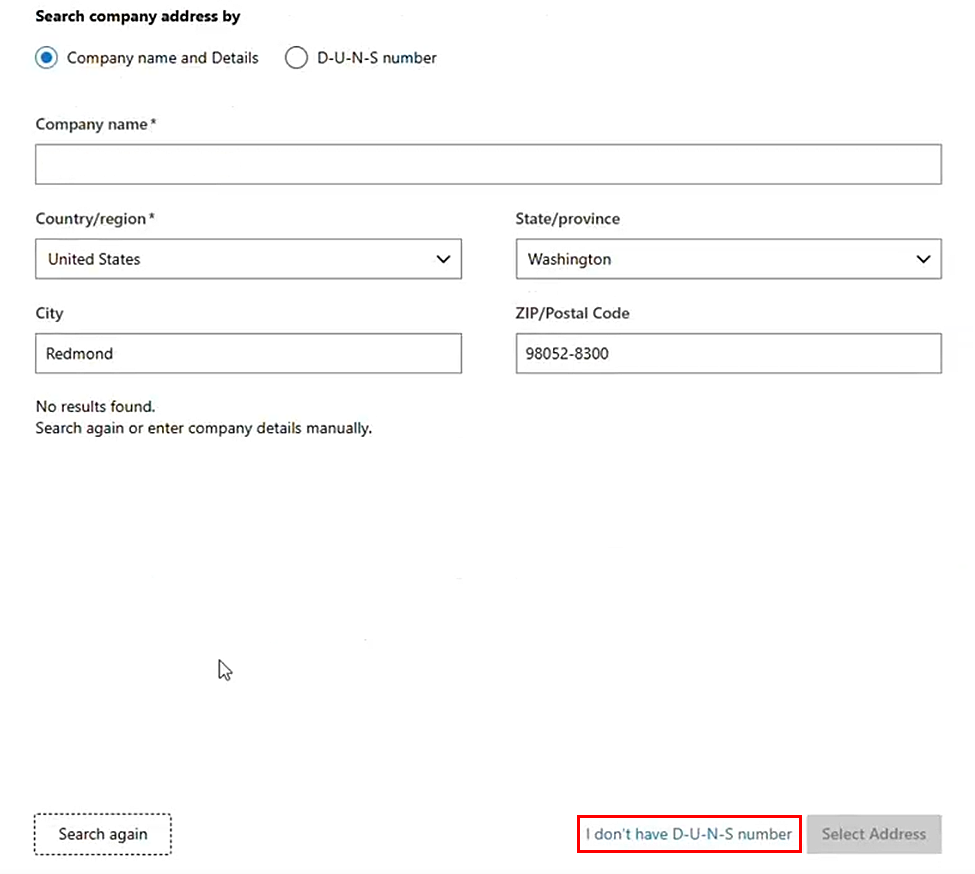 Search company address by
Company name and Details
D-U-N-S number
Company name*
Country/region*
State/province
United States
Washington
City
ZIP/Postal Code
Redmond
98052-8300
No results found.
Search again or enter company details manually.
Search again
I don't have D-U-N-S number
Select Address